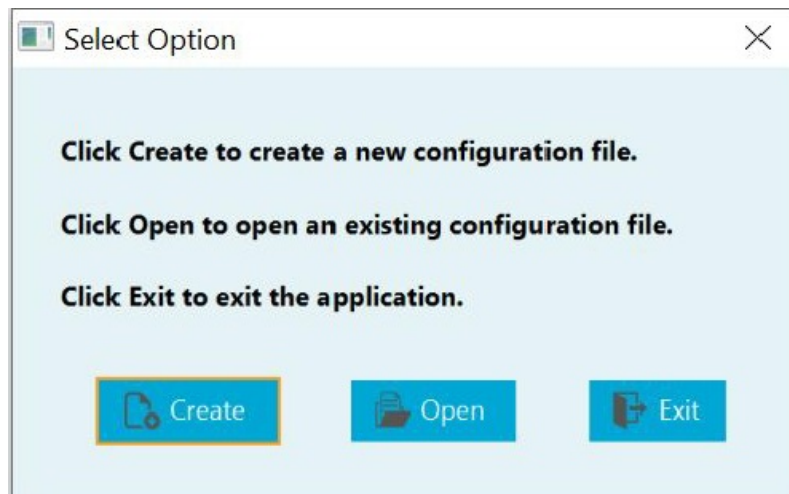 Select Option
Click Create to create a new configuration file.
Click Open to open an existing configuration file.
Click Exit to exit the application.
Create Open Exit